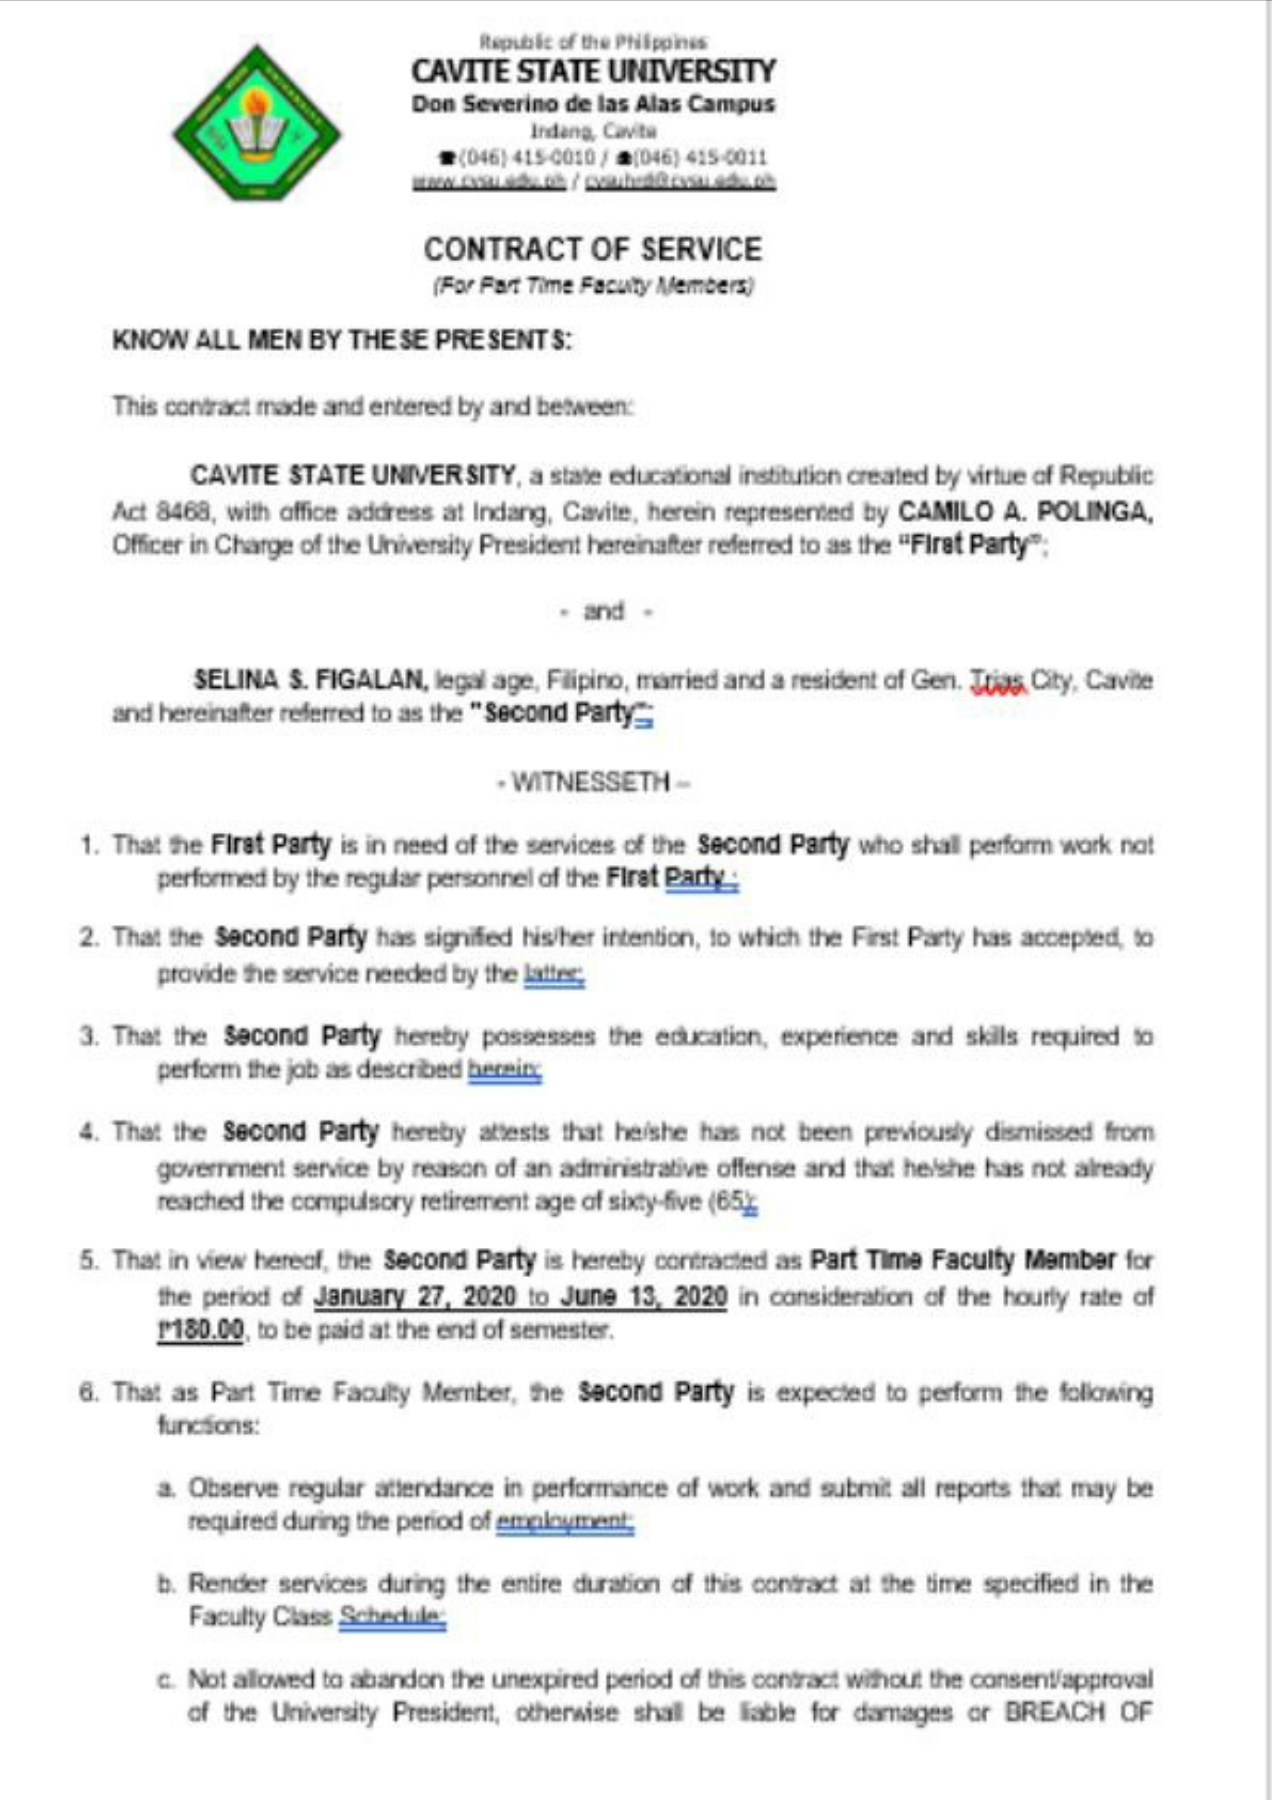 Republic of the Philippines
CAVITE STATE UNIVERSITY
Don Severino de las Alas Campus
Indang, Cavite
☎(046) 415-0010 / ☎(046) 415-0011
www.cvsu.edu.ph / cvsuhrd@cvsu.edu.ph
CONTRACT OF SERVICE
(For Part Time Faculty Members)
KNOW ALL MEN BY THESE PRESENTS:
This contract made and entered by and between:
CAVITE STATE UNIVERSITY, a state educational institution created by virtue of Republic
Act 8468, with office address at Indang, Cavite, herein represented by CAMILO A. POLINGA,
Officer in Charge of the University President hereinafter referred to as the "First Party";
- and -
SELINA S. FIGALAN, legal age, Filipino, married and a resident of Gen. Trias City, Cavite
and hereinafter referred to as the "Second Party";
- WITNESSETH –
1. That the First Party is in need of the services of the Second Party who shall perform work not
performed by the regular personnel of the First Party ;
2. That the Second Party has signified his/her intention, to which the First Party has accepted, to
provide the service needed by the latter;
3. That the Second Party hereby possesses the education, experience and skills required to
perform the job as described herein;
4. That the Second Party hereby attests that he/she has not been previously dismissed from
government service by reason of an administrative offense and that he/she has not already
reached the compulsory retirement age of sixty-five (65);
5. That in view hereof, the Second Party is hereby contracted as Part Time Faculty Member for
the period of January 27, 2020 to June 13, 2020 in consideration of the hourly rate of
₱180.00, to be paid at the end of semester.
6. That as Part Time Faculty Member, the Second Party is expected to perform the following
functions:
a. Observe regular attendance in performance of work and submit all reports that may be
required during the period of employment;
b. Render services during the entire duration of this contract at the time specified in the
Faculty Class Schedule;
c. Not allowed to abandon the unexpired period of this contract without the consent/approval
of the University President, otherwise shall be liable for damages or BREACH OF